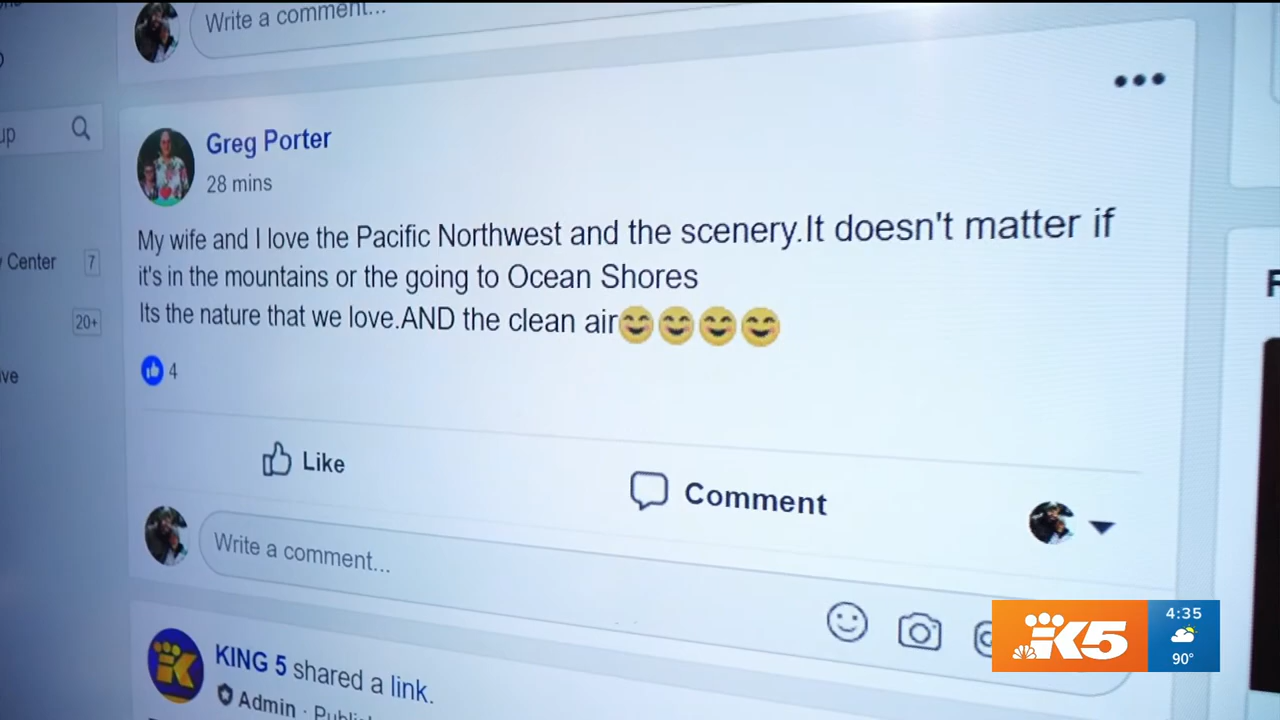 Write a comment...
up
Greg Porter
28 mins
My wife and I love the Pacific Northwest and the scenery.It doesn't matter if
it's in the mountains or the going to Ocean Shores
Its the nature that we love.AND the clean air😊😊😊😊
Center 7
20+
4
Like
Comment
Write a comment...
KING 5 shared a link.
Admin ·
K5
4:35
90°